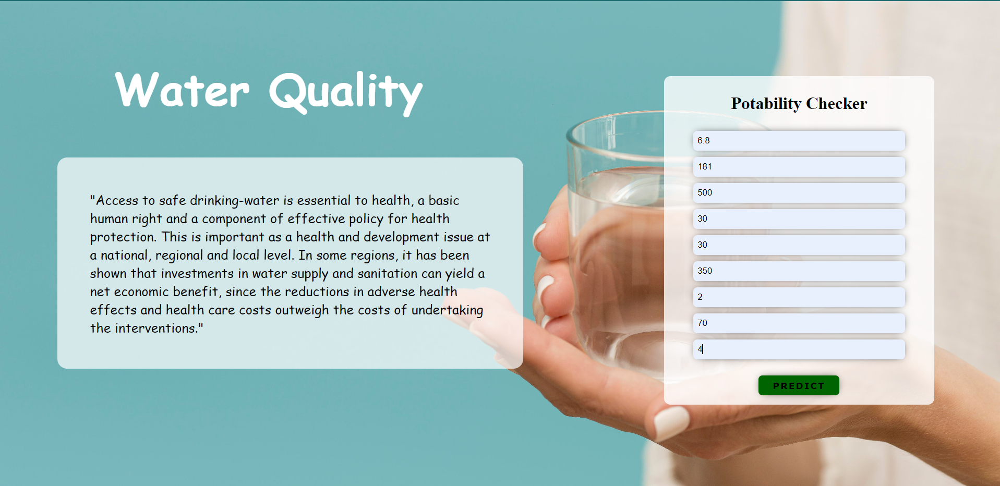 Water Quality
"Access to safe drinking-water is essential to health, a basic
human right and a component of effective policy for health
protection. This is important as a health and development issue at
a national, regional and local level. In some regions, it has been
shown that investments in water supply and sanitation can yield a
net economic benefit, since the reductions in adverse health
effects and health care costs outweigh the costs of undertaking
the interventions."
Potability Checker
6.8
181
500
30
30
350
2
70
4
PREDICT